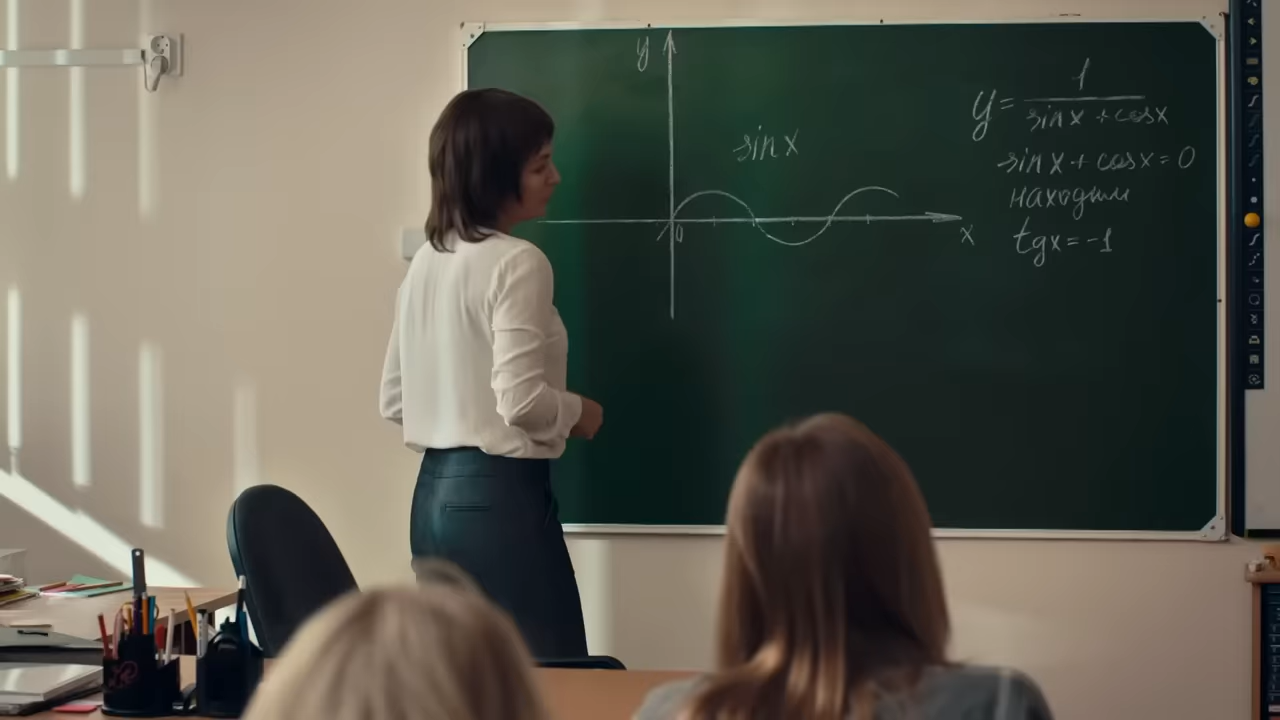 y
sin x
0
x
y = 1 / sin x + cos x
sin x + cos x = 0
находим
tg x = -1